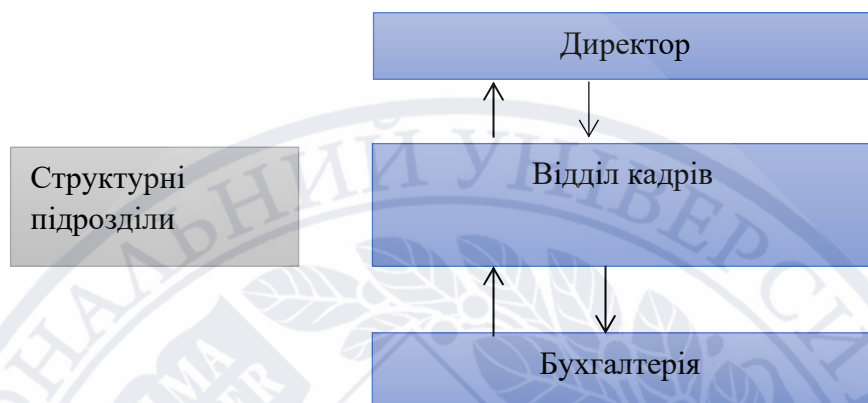 Директор
Структурні
підрозділи
Відділ кадрів
Бухгалтерія